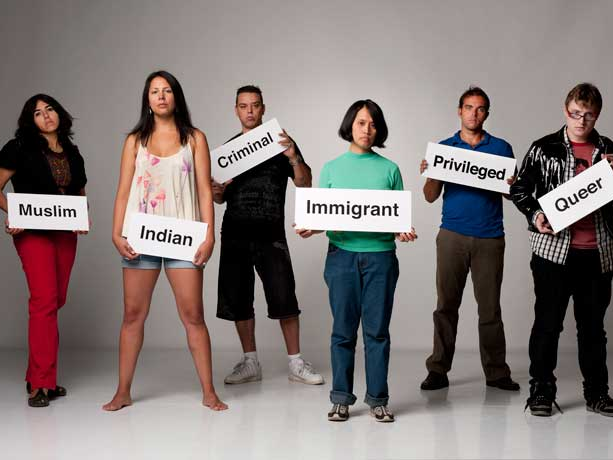 Muslim
Indian
Criminal
Immigrant
Privileged
Queer